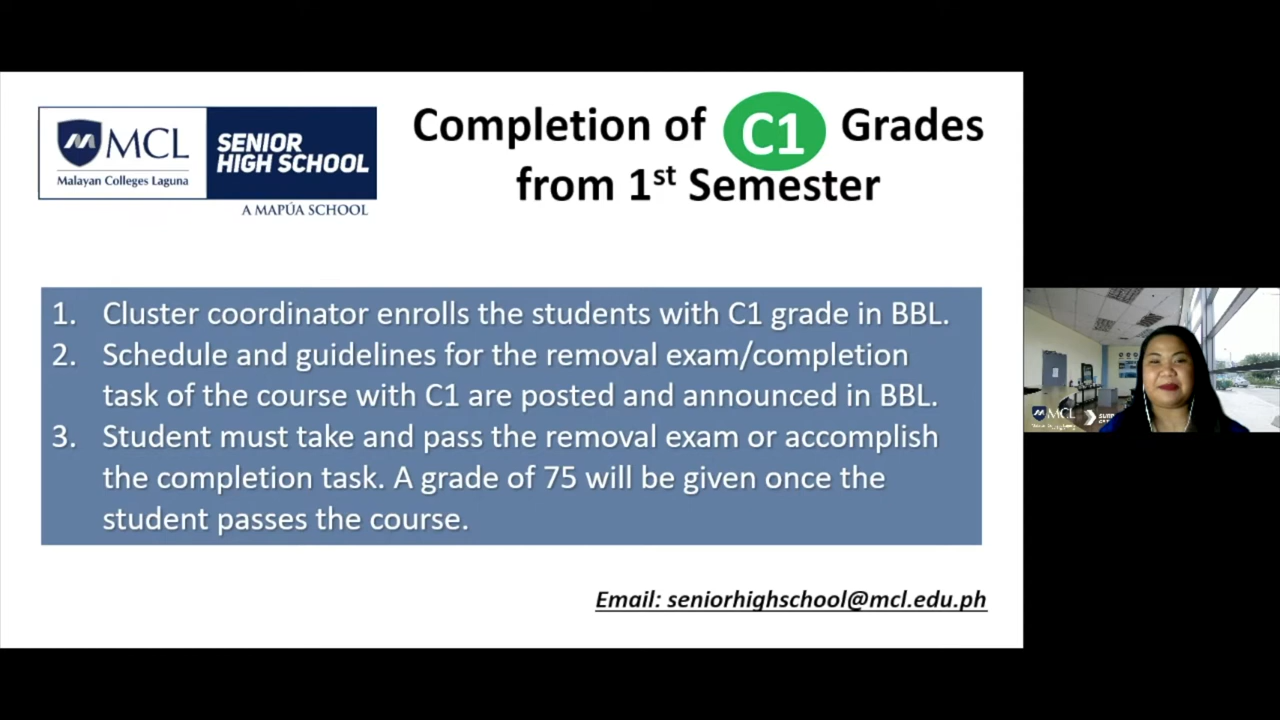 MCL
Malayan Colleges Laguna
SENIOR
HIGH SCHOOL
A MAPÚA SCHOOL
Completion of C1 Grades
from 1st Semester
1. Cluster coordinator enrolls the students with C1 grade in BBL.
2. Schedule and guidelines for the removal exam/completion
task of the course with C1 are posted and announced in BBL.
3. Student must take and pass the removal exam or accomplish
the completion task. A grade of 75 will be given once the
student passes the course.
Email: seniorhighschool@mcl.edu.ph
MCL